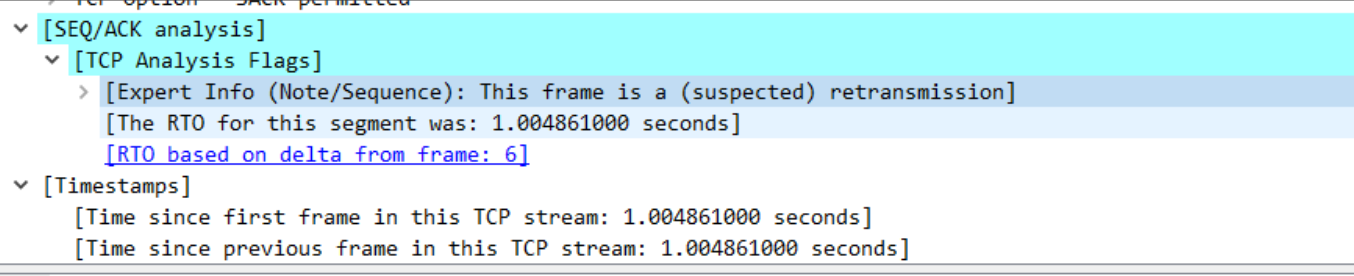 [SEQ/ACK analysis]
[TCP Analysis Flags]
[Expert Info (Note/Sequence): This frame is a (suspected) retransmission]
[The RTO for this segment was: 1.004861000 seconds]
[RTO based on delta from frame: 6]
[Timestamps]
[Time since first frame in this TCP stream: 1.004861000 seconds]
[Time since previous frame in this TCP stream: 1.004861000 seconds]